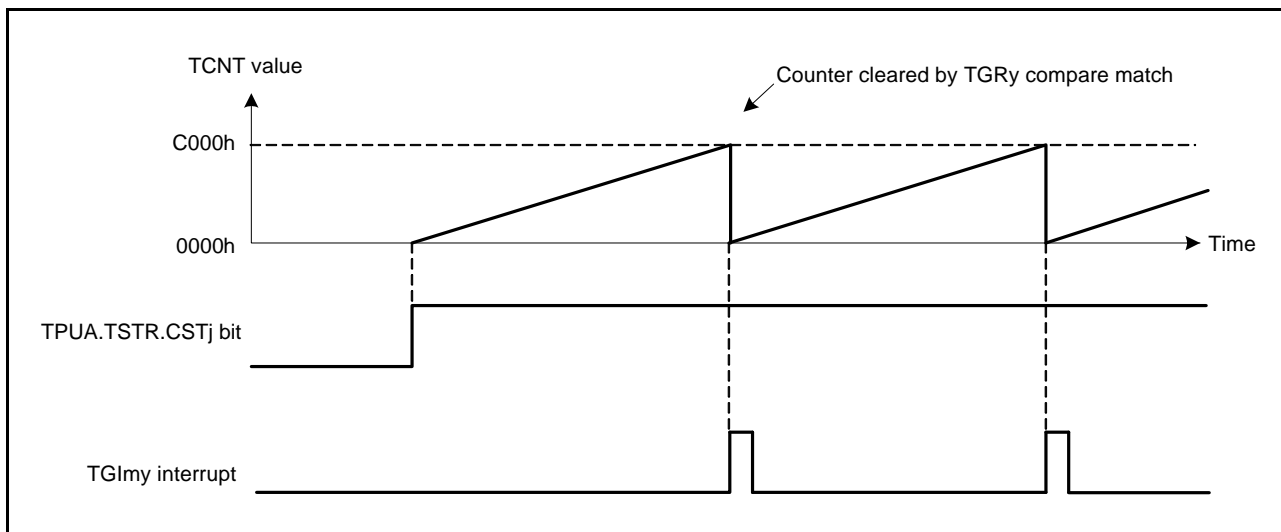 TCNT value
Counter cleared by TGRy compare match
C000h
0000h
Time
TPUA.TSTR.CSTj bit
TGImy interrupt